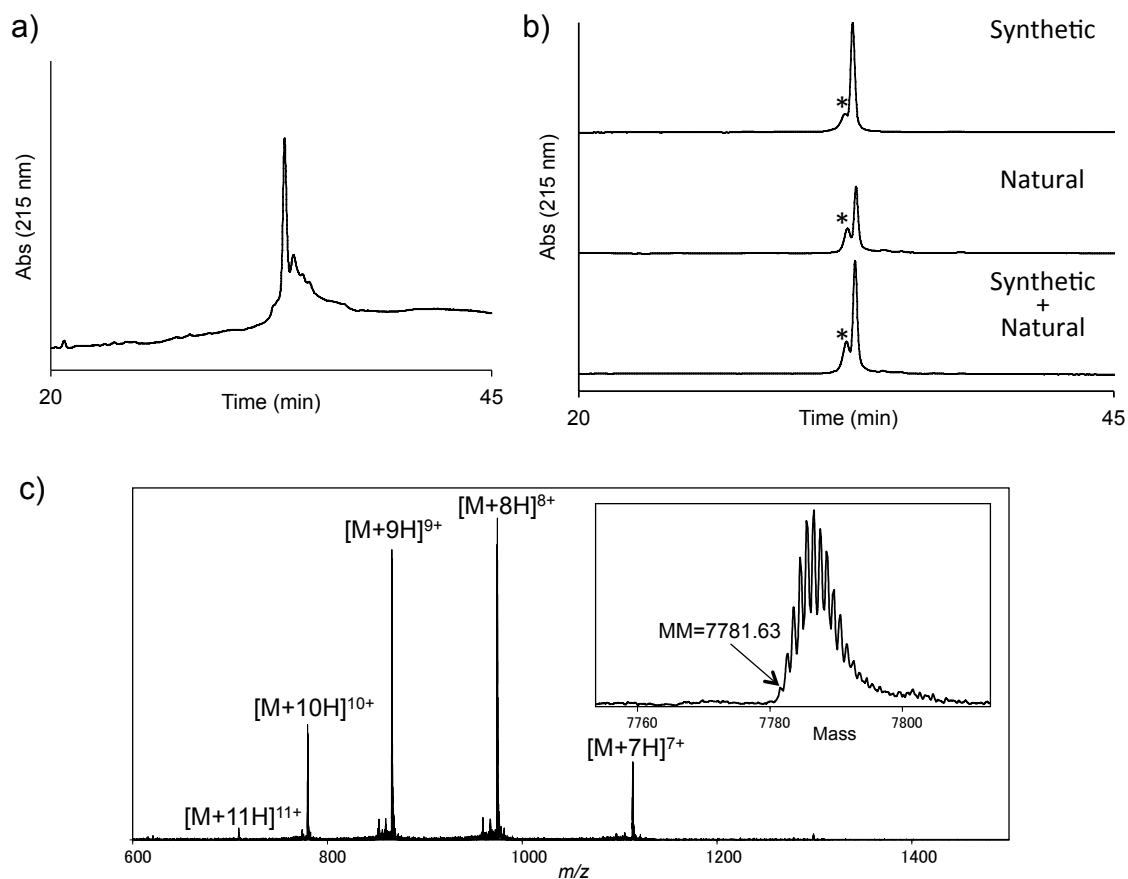 a)
Abs (215 nm)
20
Time (min)
45
b)
Abs (215 nm)
Synthetic
*
Natural
*
Synthetic
+
Natural
*
20
Time (min)
45
c)
[M+8H]8+
[M+9H]9+
[M+10H]10+
[M+11H]11+
[M+7H]7+
MM=7781.63
7760
7780
7800
Mass
600
800
1000
1200
1400
m/z